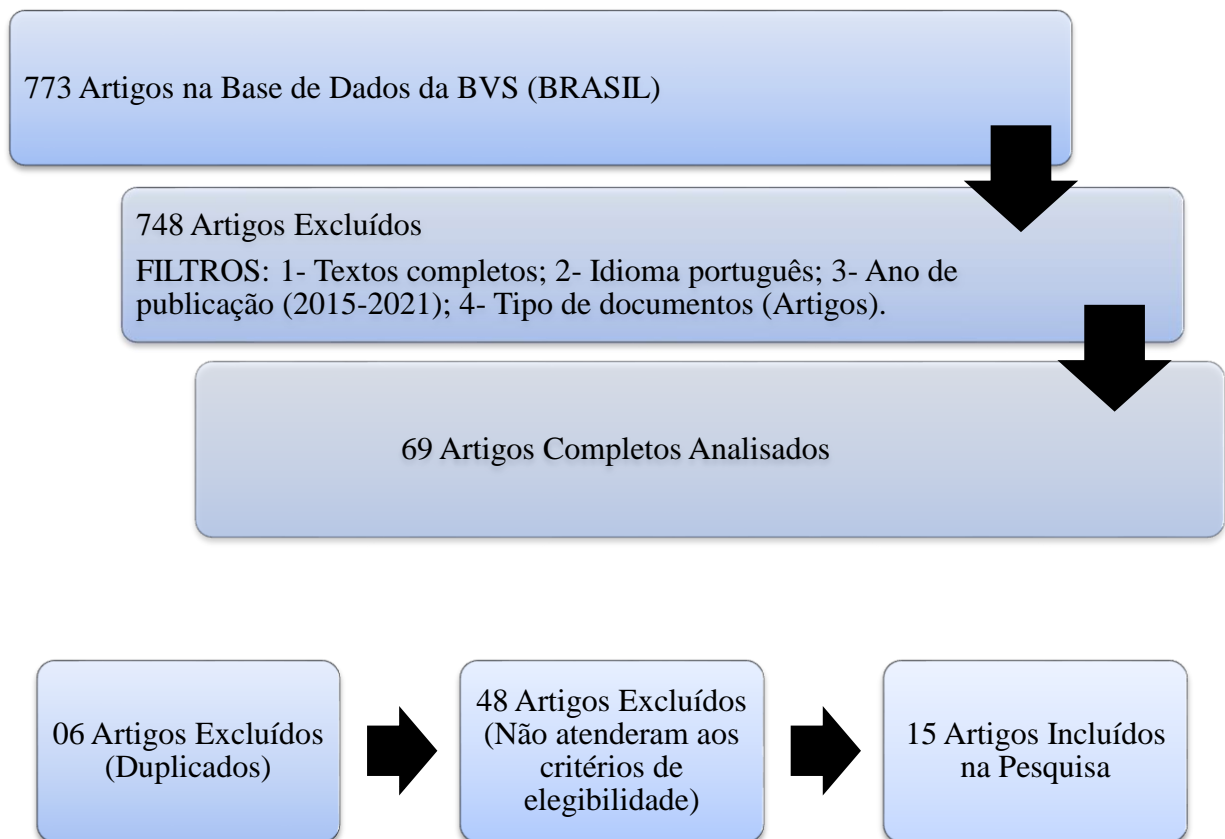 773 Artigos na Base de Dados da BVS (BRASIL)
748 Artigos Excluídos
FILTROS: 1- Textos completos; 2- Idioma português; 3- Ano de
publicação (2015-2021); 4- Tipo de documentos (Artigos).
69 Artigos Completos Analisados
06 Artigos Excluídos
(Duplicados)
48 Artigos Excluídos
(Não atenderam aos
critérios de
elegibilidade)
15 Artigos Incluídos
na Pesquisa